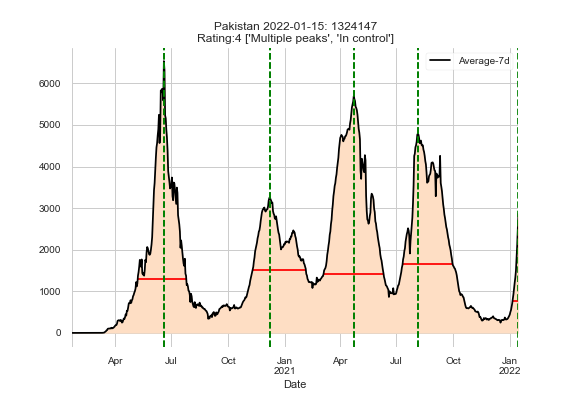 Pakistan 2022-01-15: 1324147
Rating:4 ['Multiple peaks', 'In control']
Average-7d
6000
5000
4000
3000
2000
1000
0
Apr Jul Oct Jan Apr Jul Oct Jan
2021 2022
Date